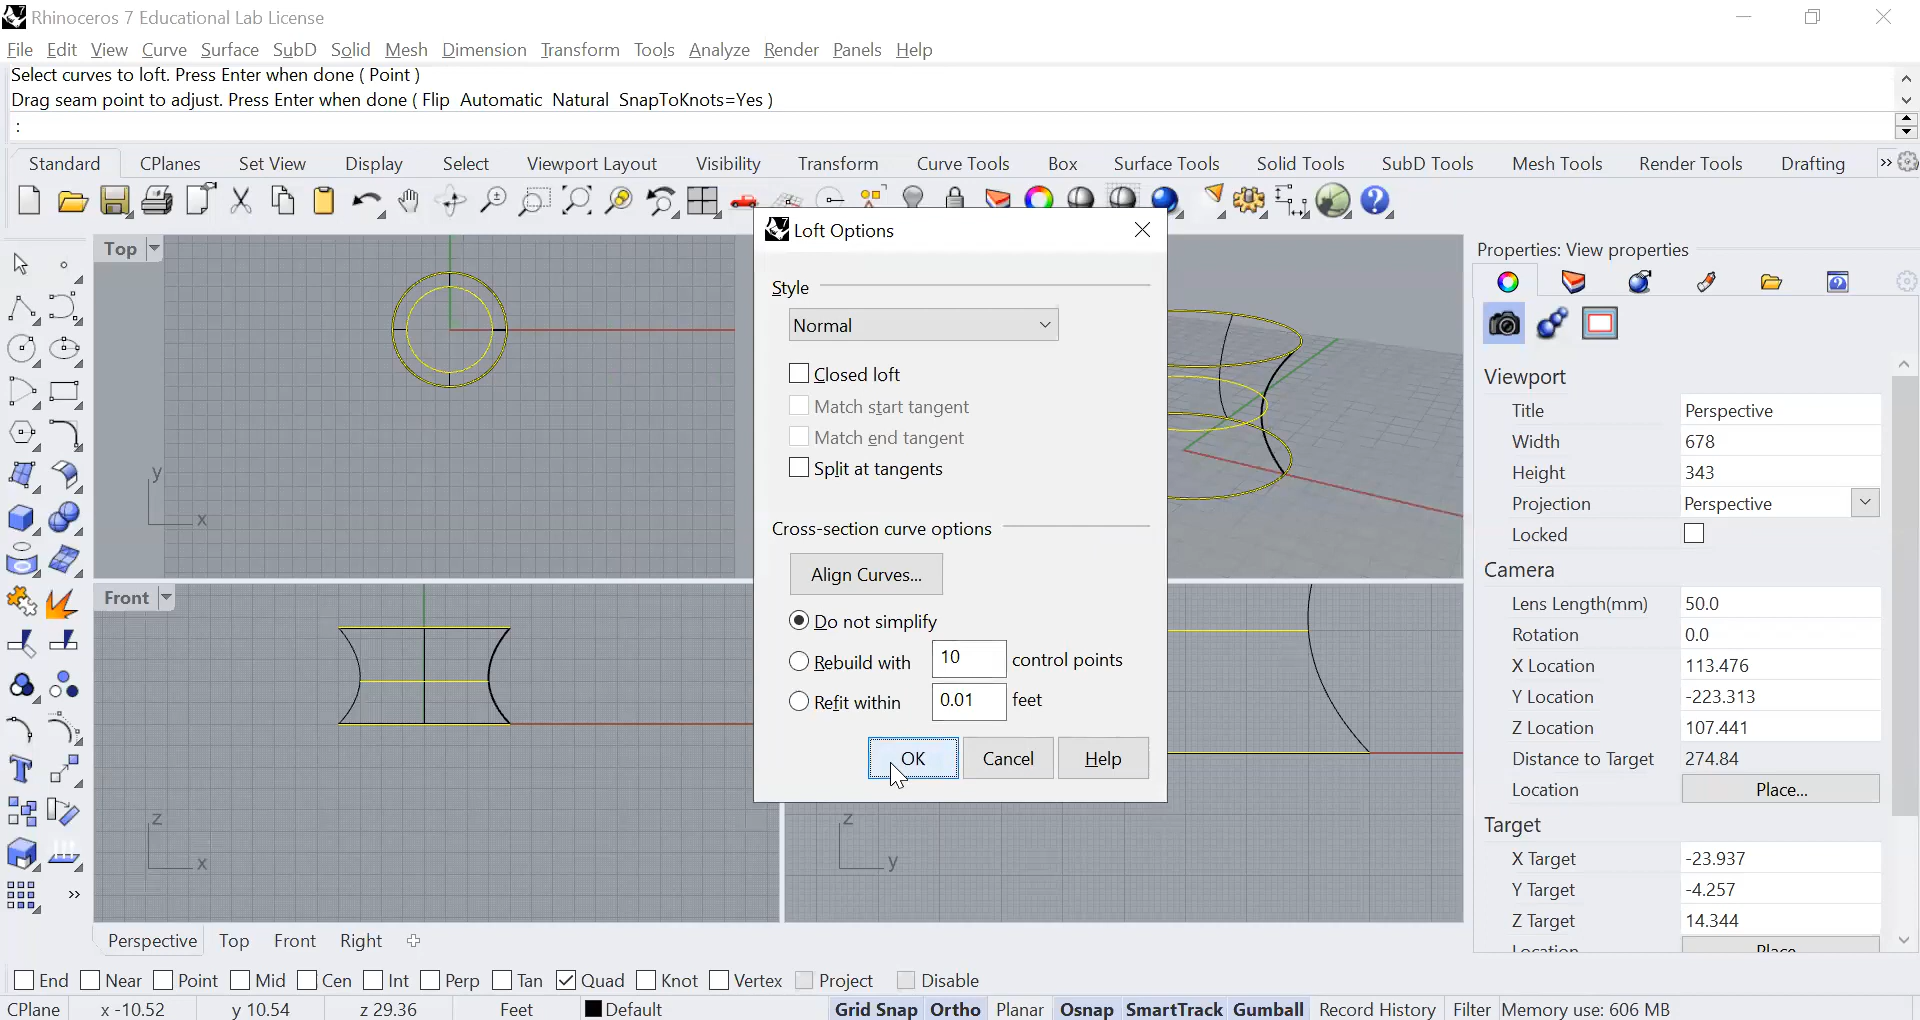 Rhinoceros 7 Educational Lab License
File Edit View Curve Surface SubD Solid Mesh Dimension Transform Tools Analyze Render Panels Help
Select curves to loft. Press Enter when done ( Point )
Drag seam point to adjust. Press Enter when done ( Flip Automatic Natural SnapToKnots=Yes )
:
Standard CPlanes Set View Display Select Viewport Layout Visibility Transform Curve Tools Box Surface Tools Solid Tools SubD Tools Mesh Tools Render Tools Drafting »
Top
y
x
Front
z
x
z
y
Loft Options
Style
Normal
Closed loft
Match start tangent
Match end tangent
Split at tangents
Cross-section curve options
Align Curves...
Do not simplify
Rebuild with 10 control points
Refit within 0.01 feet
OK Cancel Help
Properties: View properties
Viewport
Title Perspective
Width 678
Height 343
Projection Perspective
Locked
Camera
Lens Length(mm) 50.0
Rotation 0.0
X Location 113.476
Y Location -223.313
Z Location 107.441
Distance to Target 274.84
Location Place...
Target
X Target -23.937
Y Target -4.257
Z Target 14.344
Location Place...
Perspective Top Front Right
End Near Point Mid Cen Int Perp Tan Quad Knot Vertex Project Disable
CPlane x -10.52 y 10.54 z 29.36 Feet Default Grid Snap Ortho Planar Osnap SmartTrack Gumball Record History Filter Memory use: 606 MB